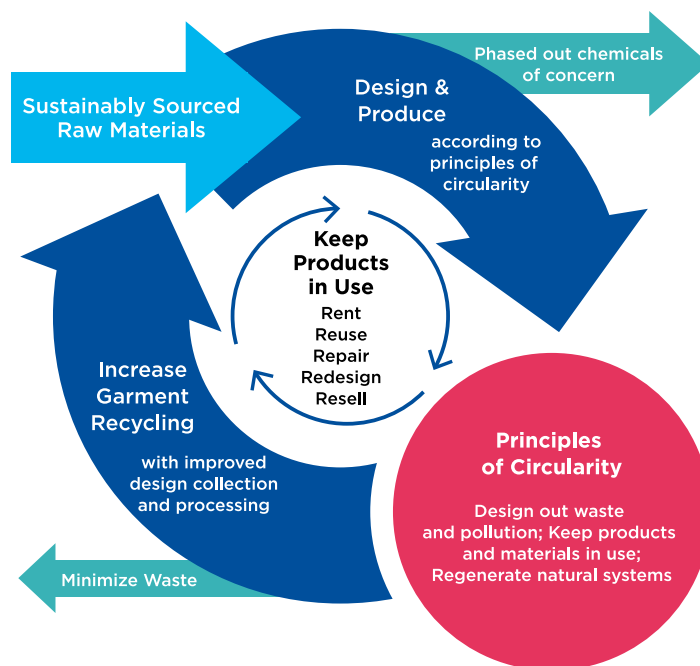 Phased out chemicals
of concern
Sustainably Sourced
Raw Materials
Design &
Produce
according to
principles of
circularity
Keep
Products
in Use
Rent
Reuse
Repair
Redesign
Resell
Increase
Garment
Recycling
with improved
design collection
and processing
Principles
of Circularity
Design out waste
and pollution; Keep products
and materials in use;
Regenerate natural systems
Minimize Waste